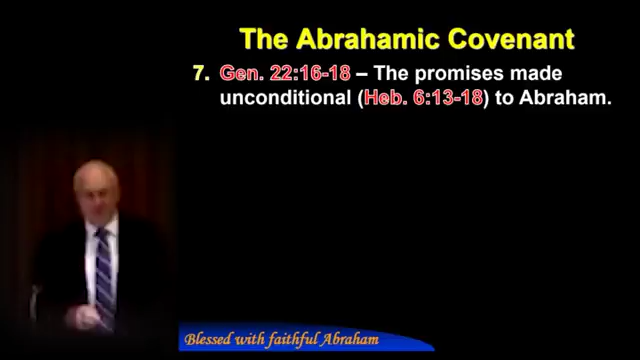 The Abrahamic Covenant
7. Gen. 22:16-18 – The promises made
unconditional (Heb. 6:13-18) to Abraham.
Blessed with faithful Abraham